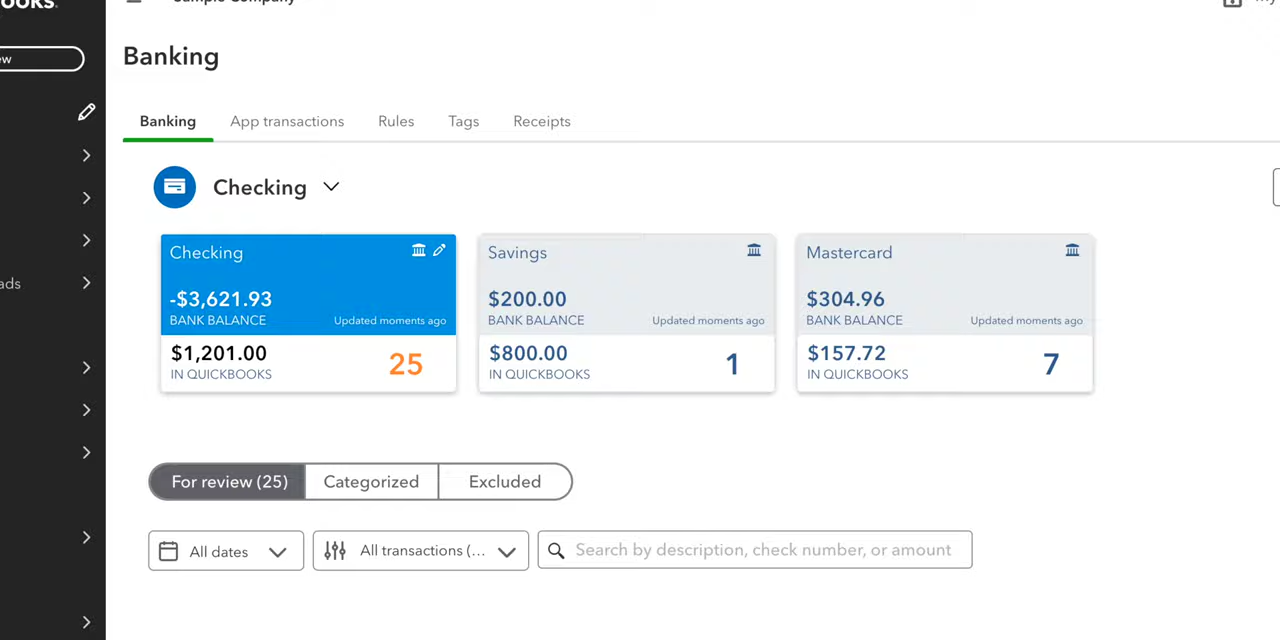 Sample Company
Banking
Banking App transactions Rules Tags Receipts
Checking
Checking
-$3,621.93
BANK BALANCE Updated moments ago
$1,201.00
IN QUICKBOOKS
25
Savings
$200.00
BANK BALANCE Updated moments ago
$800.00
IN QUICKBOOKS
1
Mastercard
$304.96
BANK BALANCE Updated moments ago
$157.72
IN QUICKBOOKS
7
For review (25) Categorized Excluded
All dates All transactions (... Search by description, check number, or amount